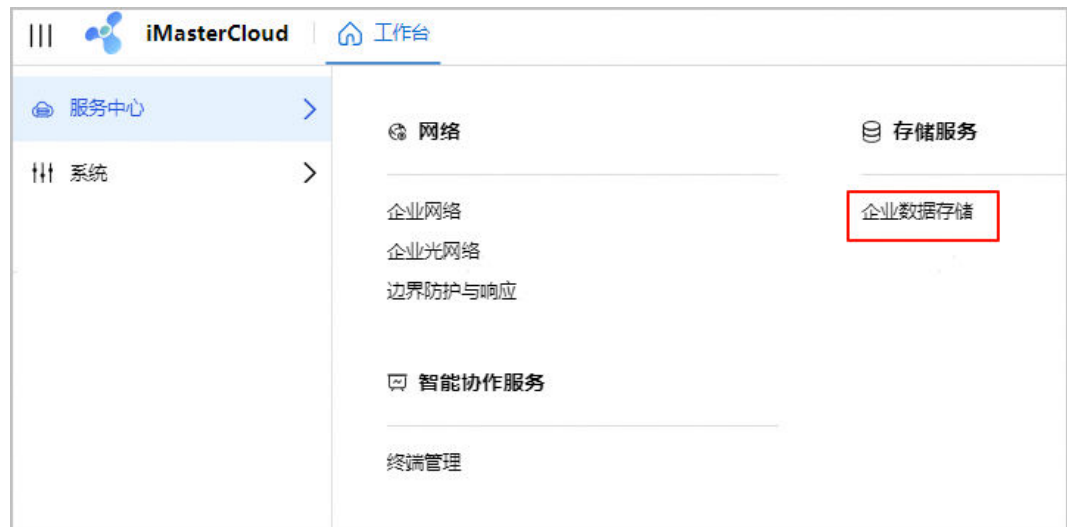 iMasterCloud
工作台
服务中心
系统
网络
企业网络
企业光网络
边界防护与响应
存储服务
企业数据存储
智能协作服务
终端管理